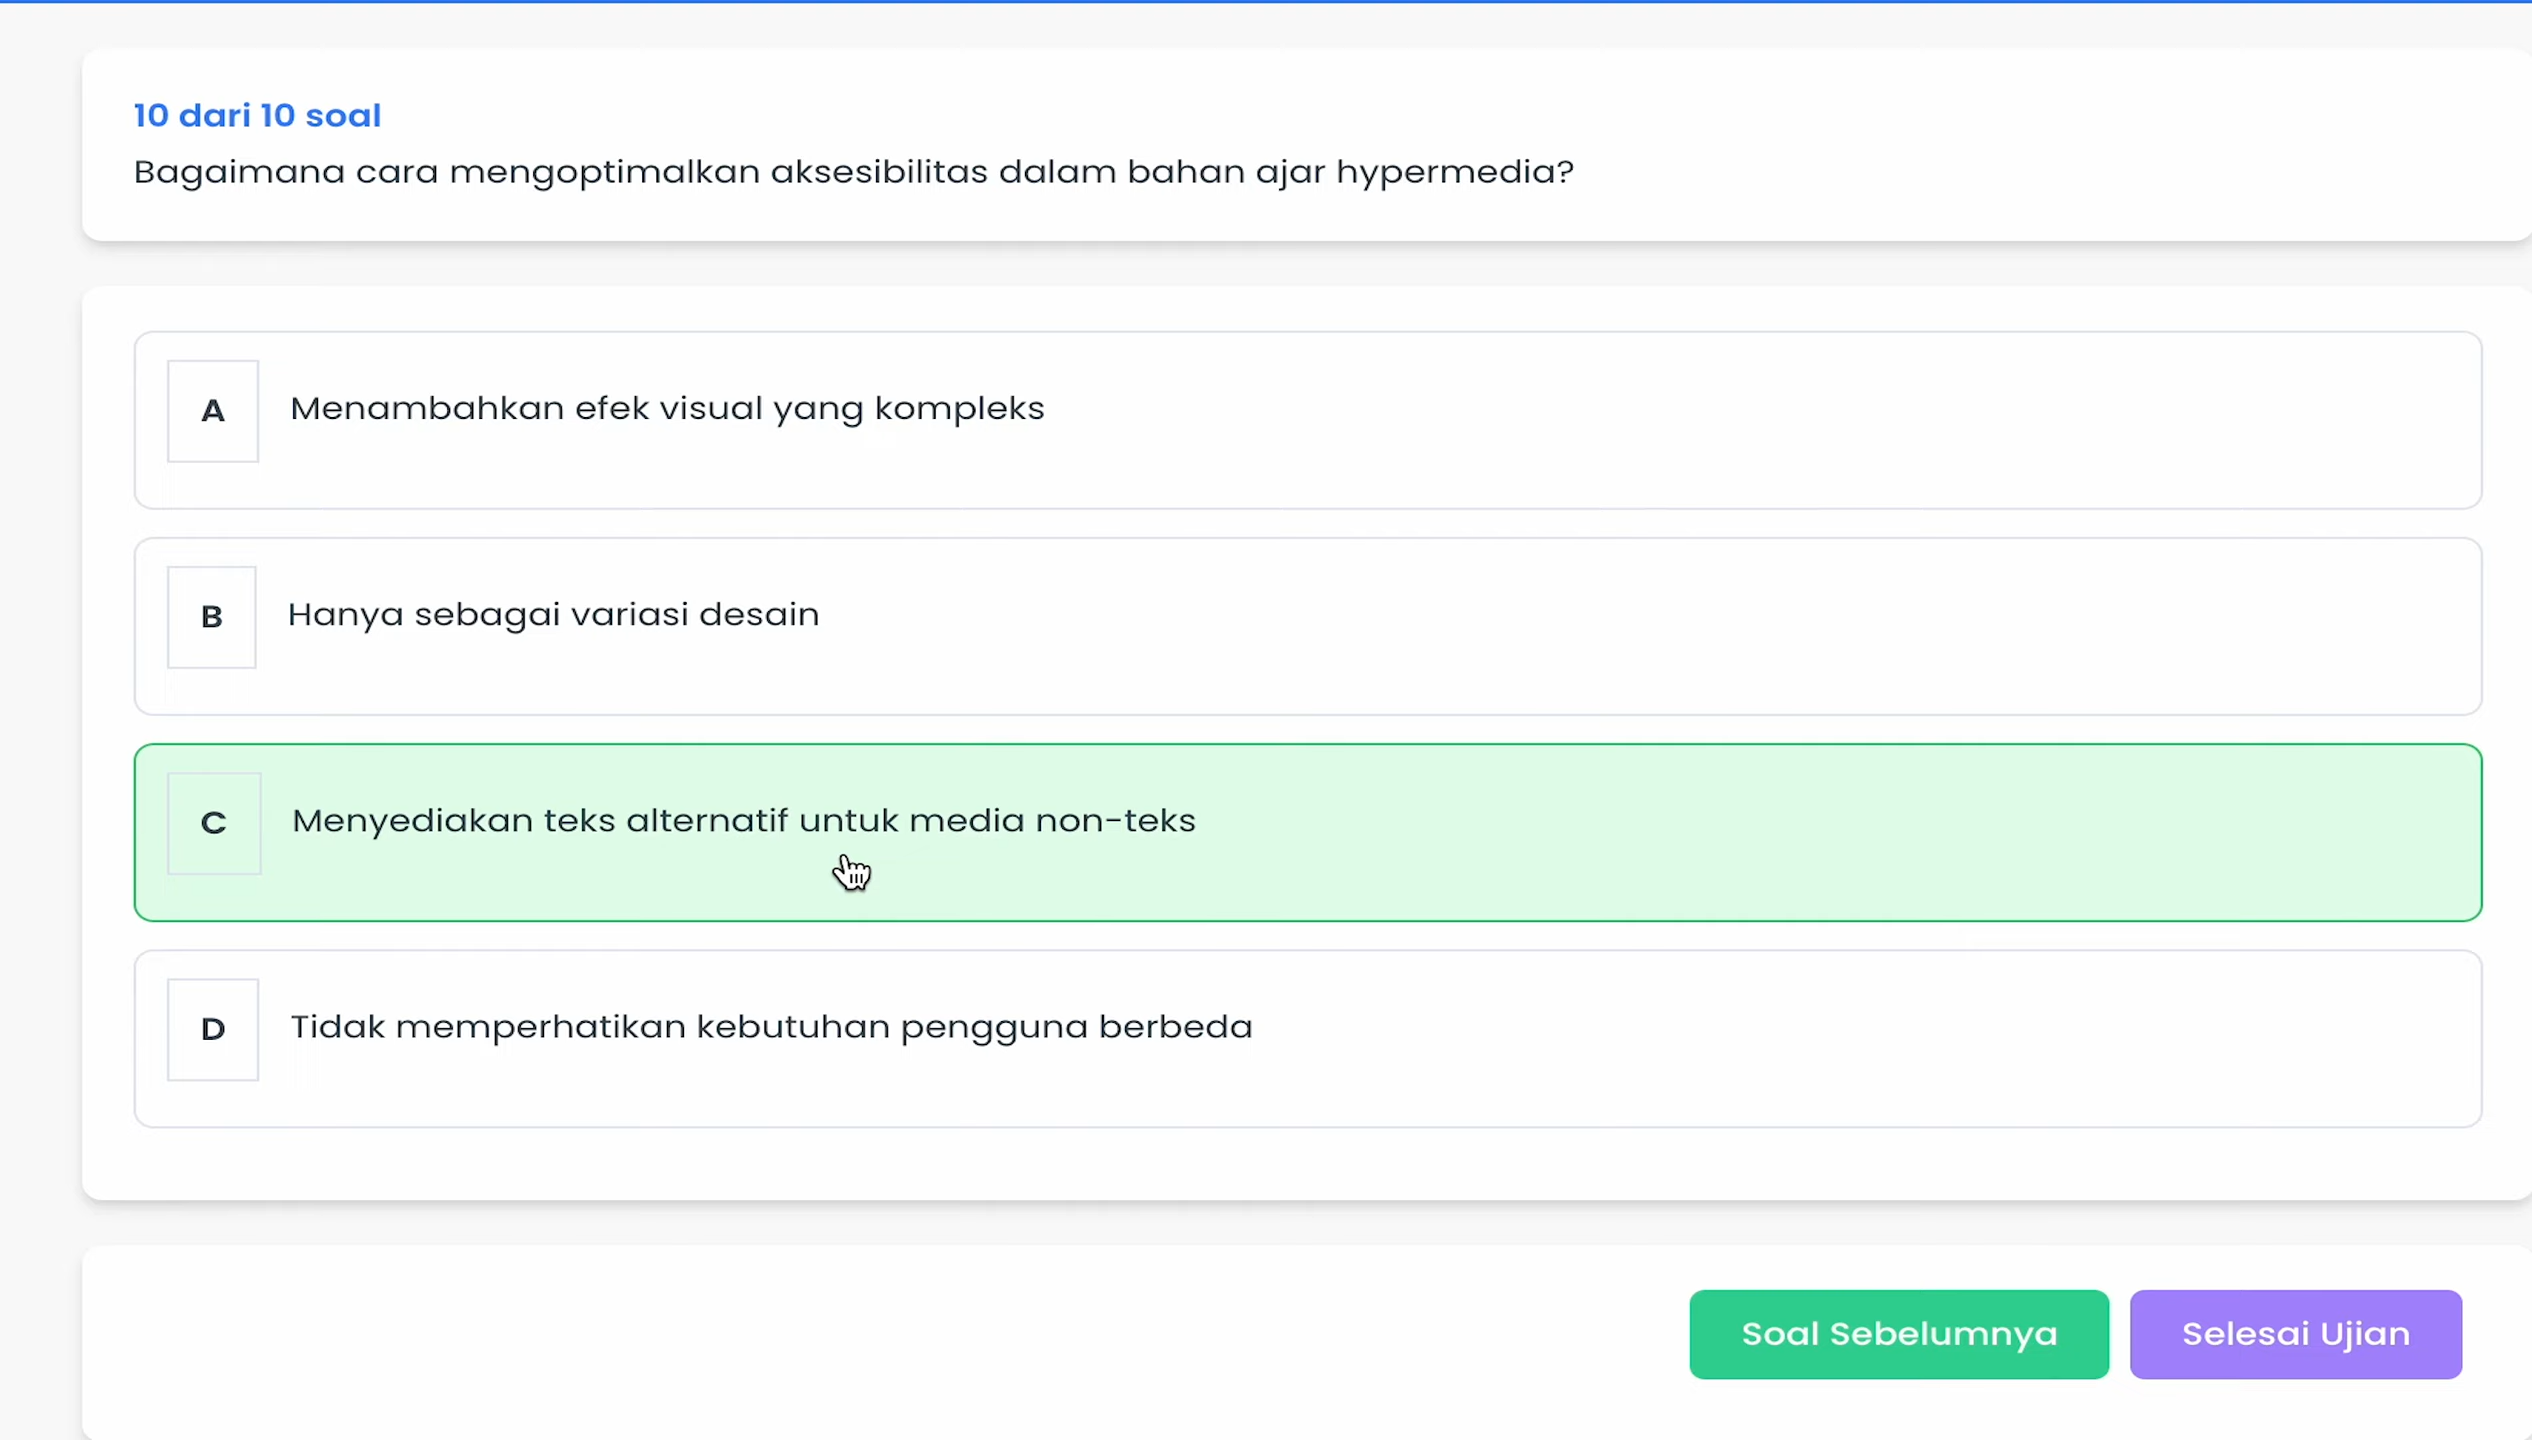 10 dari 10 soal
Bagaimana cara mengoptimalkan aksesibilitas dalam bahan ajar hypermedia?
A Menambahkan efek visual yang kompleks
B Hanya sebagai variasi desain
C Menyediakan teks alternatif untuk media non-teks
D Tidak memperhatikan kebutuhan pengguna berbeda
Soal Sebelumnya Selesai Ujian